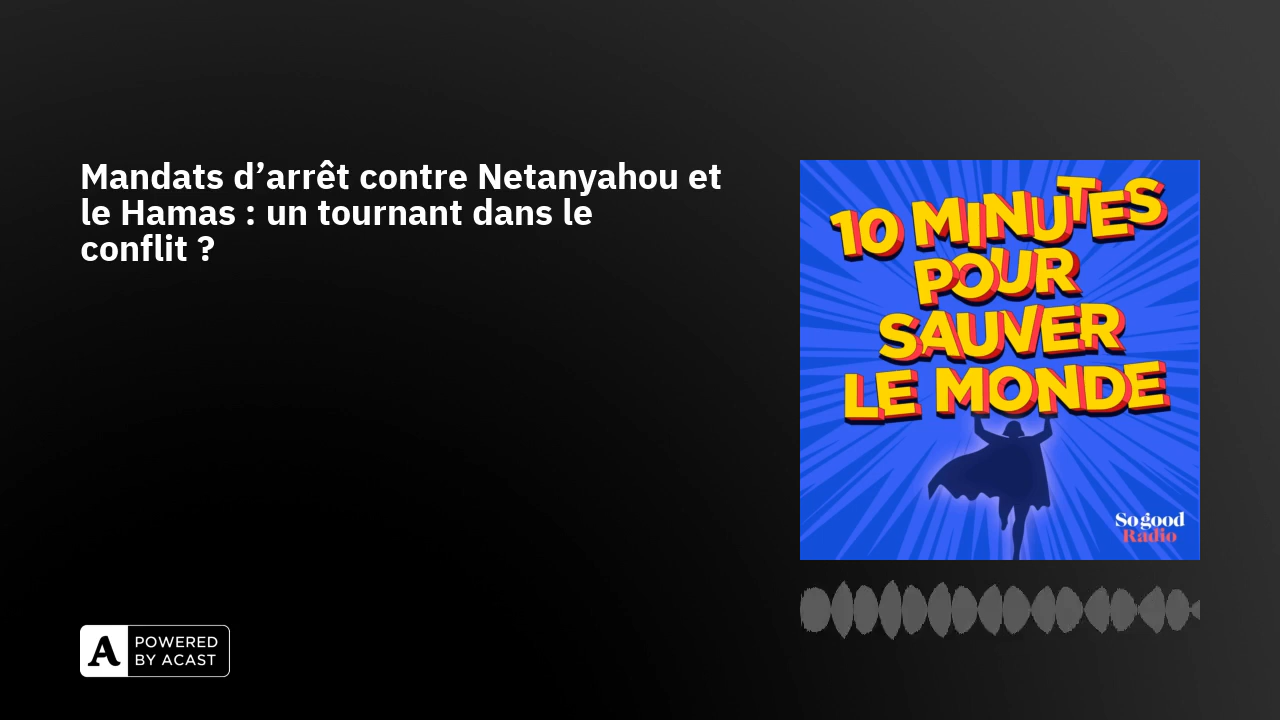 Mandats d’arrêt contre Netanyahou et
le Hamas : un tournant dans le
conflit ?
10 MINUTES
POUR
SAUVER
LE MONDE
So good
Radio
A
POWERED
BY ACAST